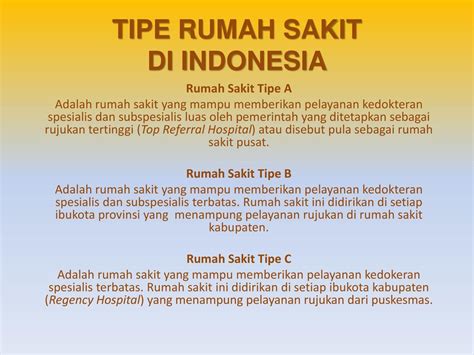 TIPE RUMAH SAKIT
DI INDONESIA
Rumah Sakit Tipe A
Adalah rumah sakit yang mampu memberikan pelayanan kedokteran
spesialis dan subspesialis luas oleh pemerintah yang ditetapkan sebagai
rujukan tertinggi (Top Referral Hospital) atau disebut pula sebagai rumah
sakit pusat.
Rumah Sakit Tipe B
Adalah rumah sakit yang mampu memberikan pelayanan kedokteran
spesialis dan subspesialis terbatas. Rumah sakit ini didirikan di setiap
ibukota provinsi yang menampung pelayanan rujukan di rumah sakit
kabupaten.
Rumah Sakit Tipe C
Adalah rumah sakit yang mampu memberikan pelayanan kedokeran
spesialis terbatas. Rumah sakit ini didirikan di setiap ibukota kabupaten
(Regency Hospital) yang menampung pelayanan rujukan dari puskesmas.